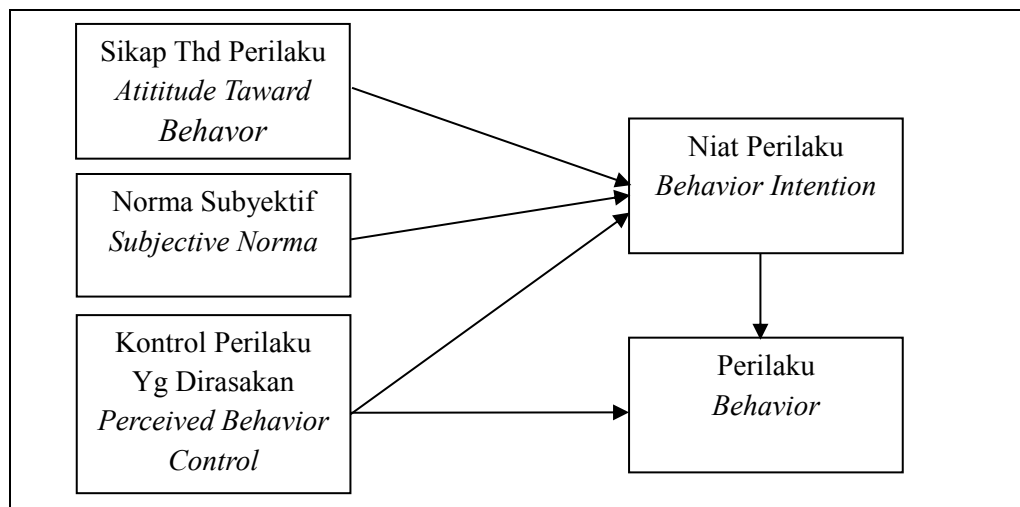 Sikap Thd Perilaku
Atititude Taward
Behavor
Norma Subyektif
Subjective Norma
Kontrol Perilaku
Yg Dirasakan
Perceived Behavior
Control
Niat Perilaku
Behavior Intention
Perilaku
Behavior